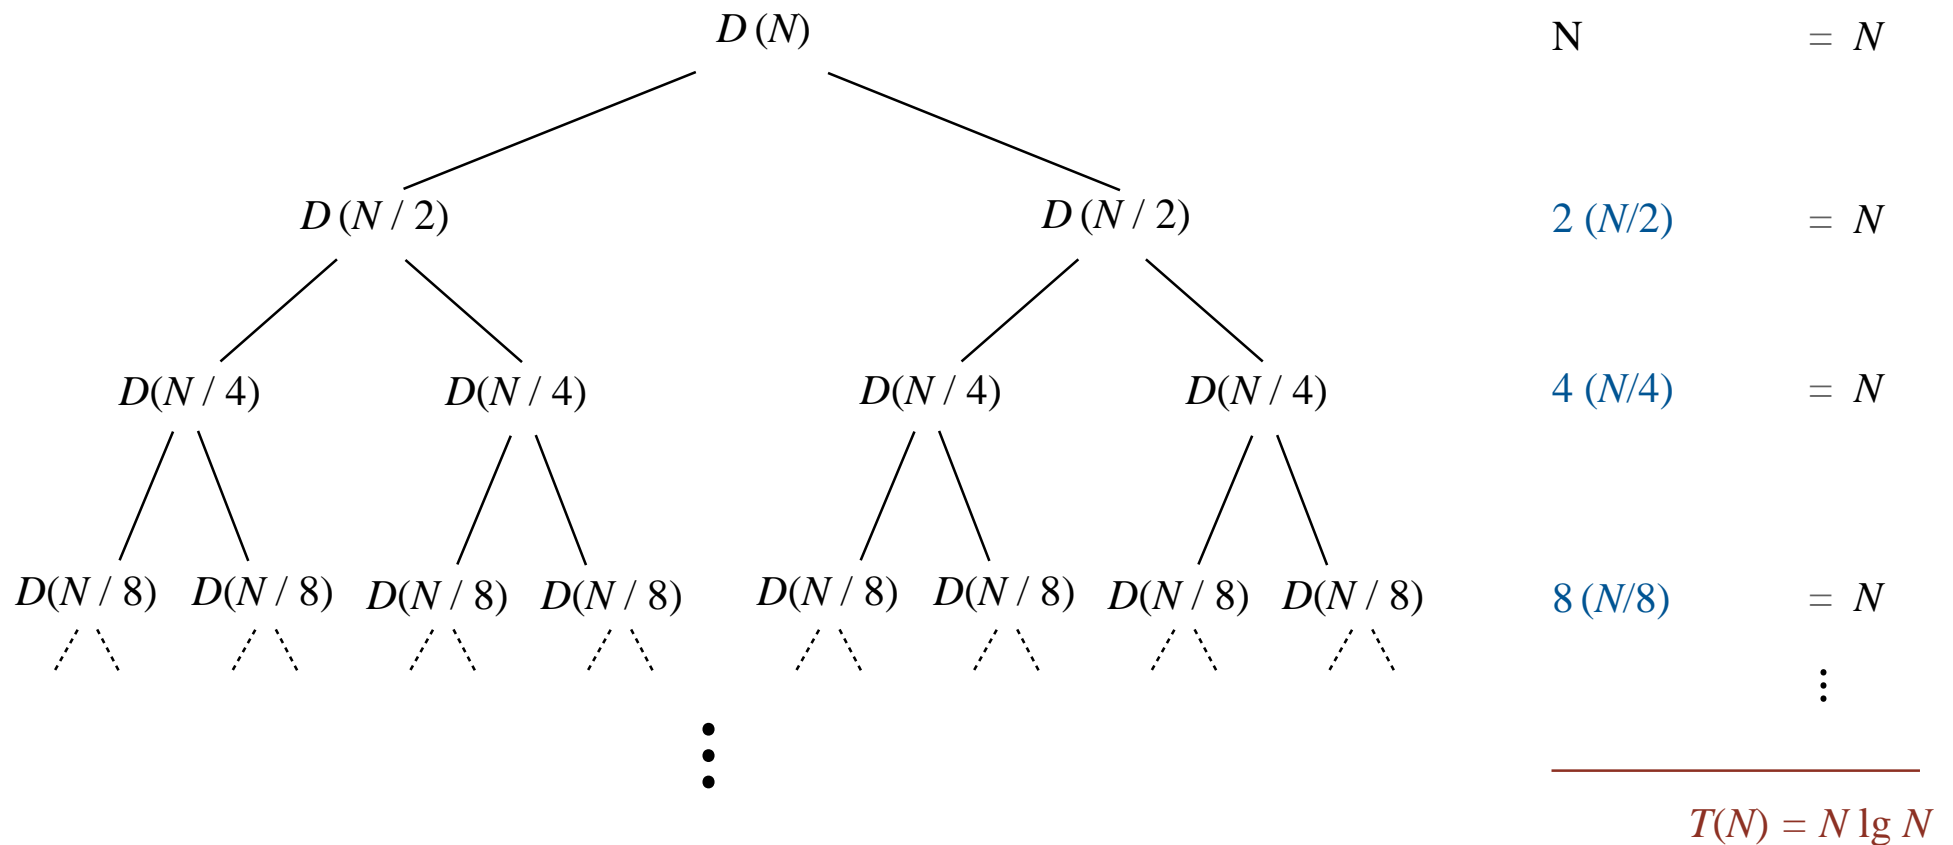 D (N) N = N
D (N / 2) D (N / 2) 2 (N/2) = N
D(N / 4) D(N / 4) D(N / 4) D(N / 4) 4 (N/4) = N
D(N / 8) D(N / 8) D(N / 8) D(N / 8) D(N / 8) D(N / 8) D(N / 8) D(N / 8) 8 (N/8) = N
⋮
⋮
T(N) = N lg N